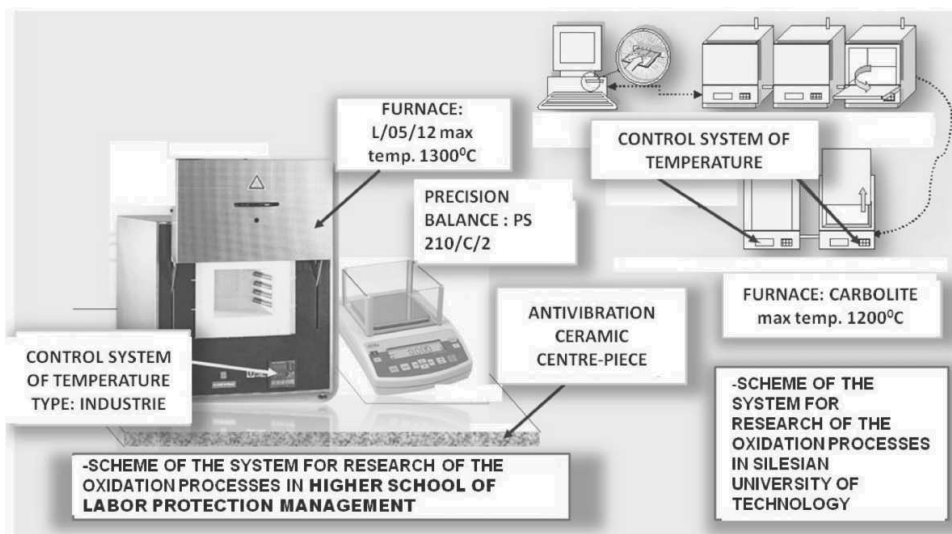 FURNACE:
L/05/12 max
temp. 1300⁰C
CONTROL SYSTEM OF
TEMPERATURE
PRECISION
BALANCE : PS
210/C/2
FURNACE: CARBOLITE
max temp. 1200⁰C
ANTIVIBRATION
CERAMIC
CENTRE-PIECE
CONTROL SYSTEM
OF TEMPERATURE
TYPE: INDUSTRIE
-SCHEME OF THE SYSTEM FOR RESEARCH OF THE
OXIDATION PROCESSES IN HIGHER SCHOOL OF
LABOR PROTECTION MANAGEMENT
-SCHEME OF THE
SYSTEM FOR
RESEARCH OF THE
OXIDATION PROCESSES
IN SILESIAN
UNIVERSITY OF
TECHNOLOGY